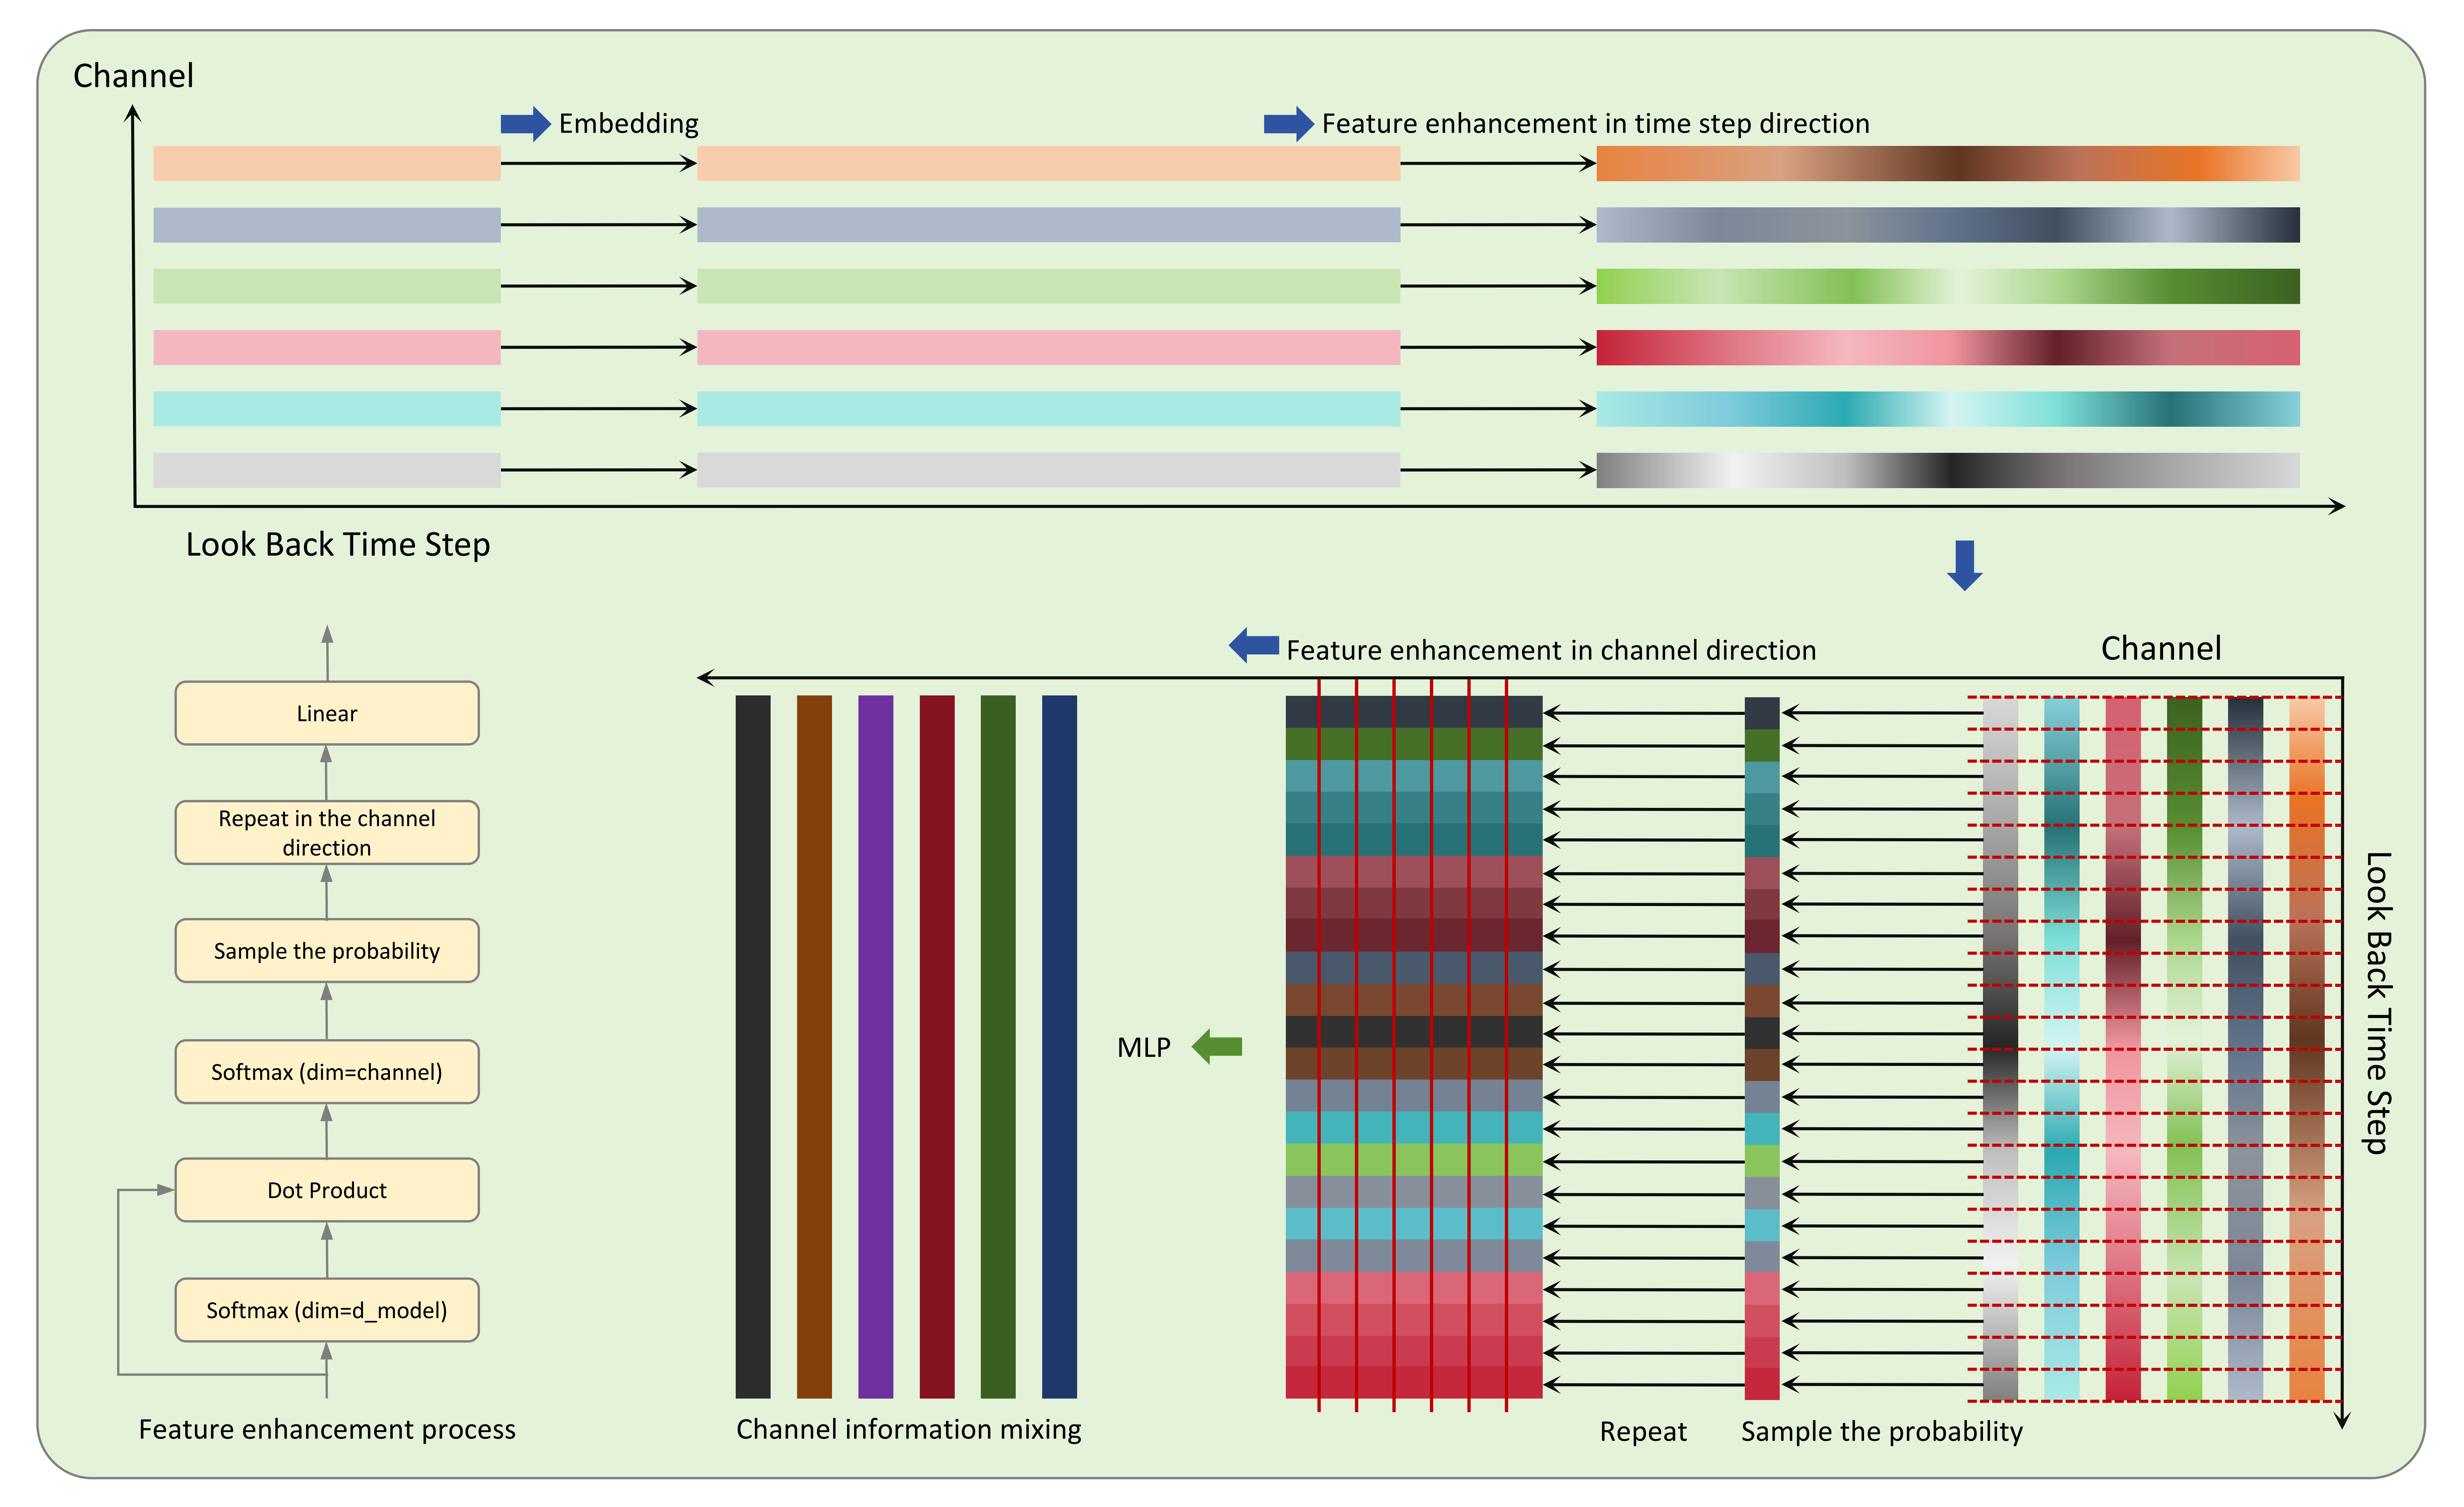 Channel
Embedding
Feature enhancement in time step direction
Look Back Time Step
Feature enhancement in channel direction
Channel
Linear
Repeat in the channel
direction
Sample the probability
Softmax (dim=channel)
Dot Product
Softmax (dim=d_model)
Feature enhancement process
MLP
Channel information mixing
Repeat
Sample the probability
Look Back Time Step